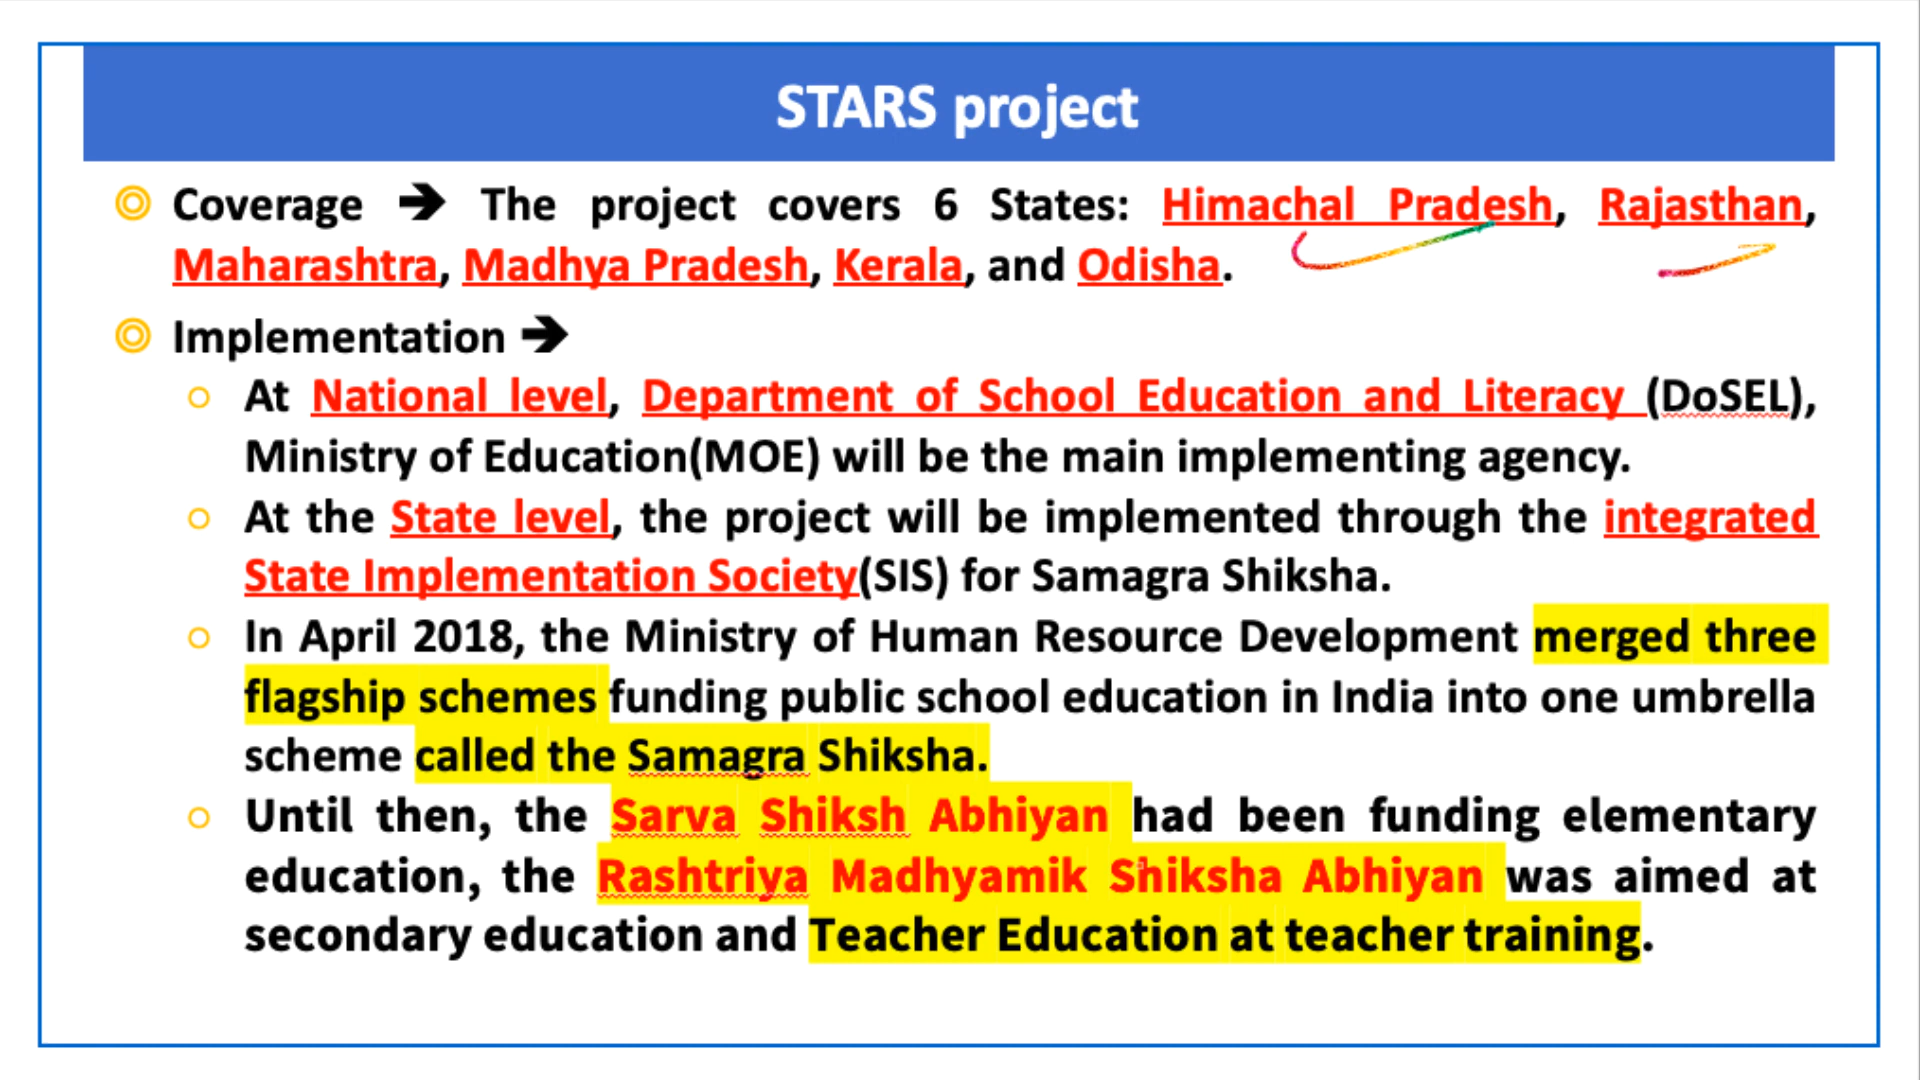 STARS project
Coverage ➔ The project covers 6 States: Himachal Pradesh, Rajasthan,
Maharashtra, Madhya Pradesh, Kerala, and Odisha.
Implementation ➔
At National level, Department of School Education and Literacy (DoSEL),
Ministry of Education(MOE) will be the main implementing agency.
At the State level, the project will be implemented through the integrated
State Implementation Society(SIS) for Samagra Shiksha.
In April 2018, the Ministry of Human Resource Development merged three
flagship schemes funding public school education in India into one umbrella
scheme called the Samagra Shiksha.
Until then, the Sarva Shiksh Abhiyan had been funding elementary
education, the Rashtriya Madhyamik Shiksha Abhiyan was aimed at
secondary education and Teacher Education at teacher training.